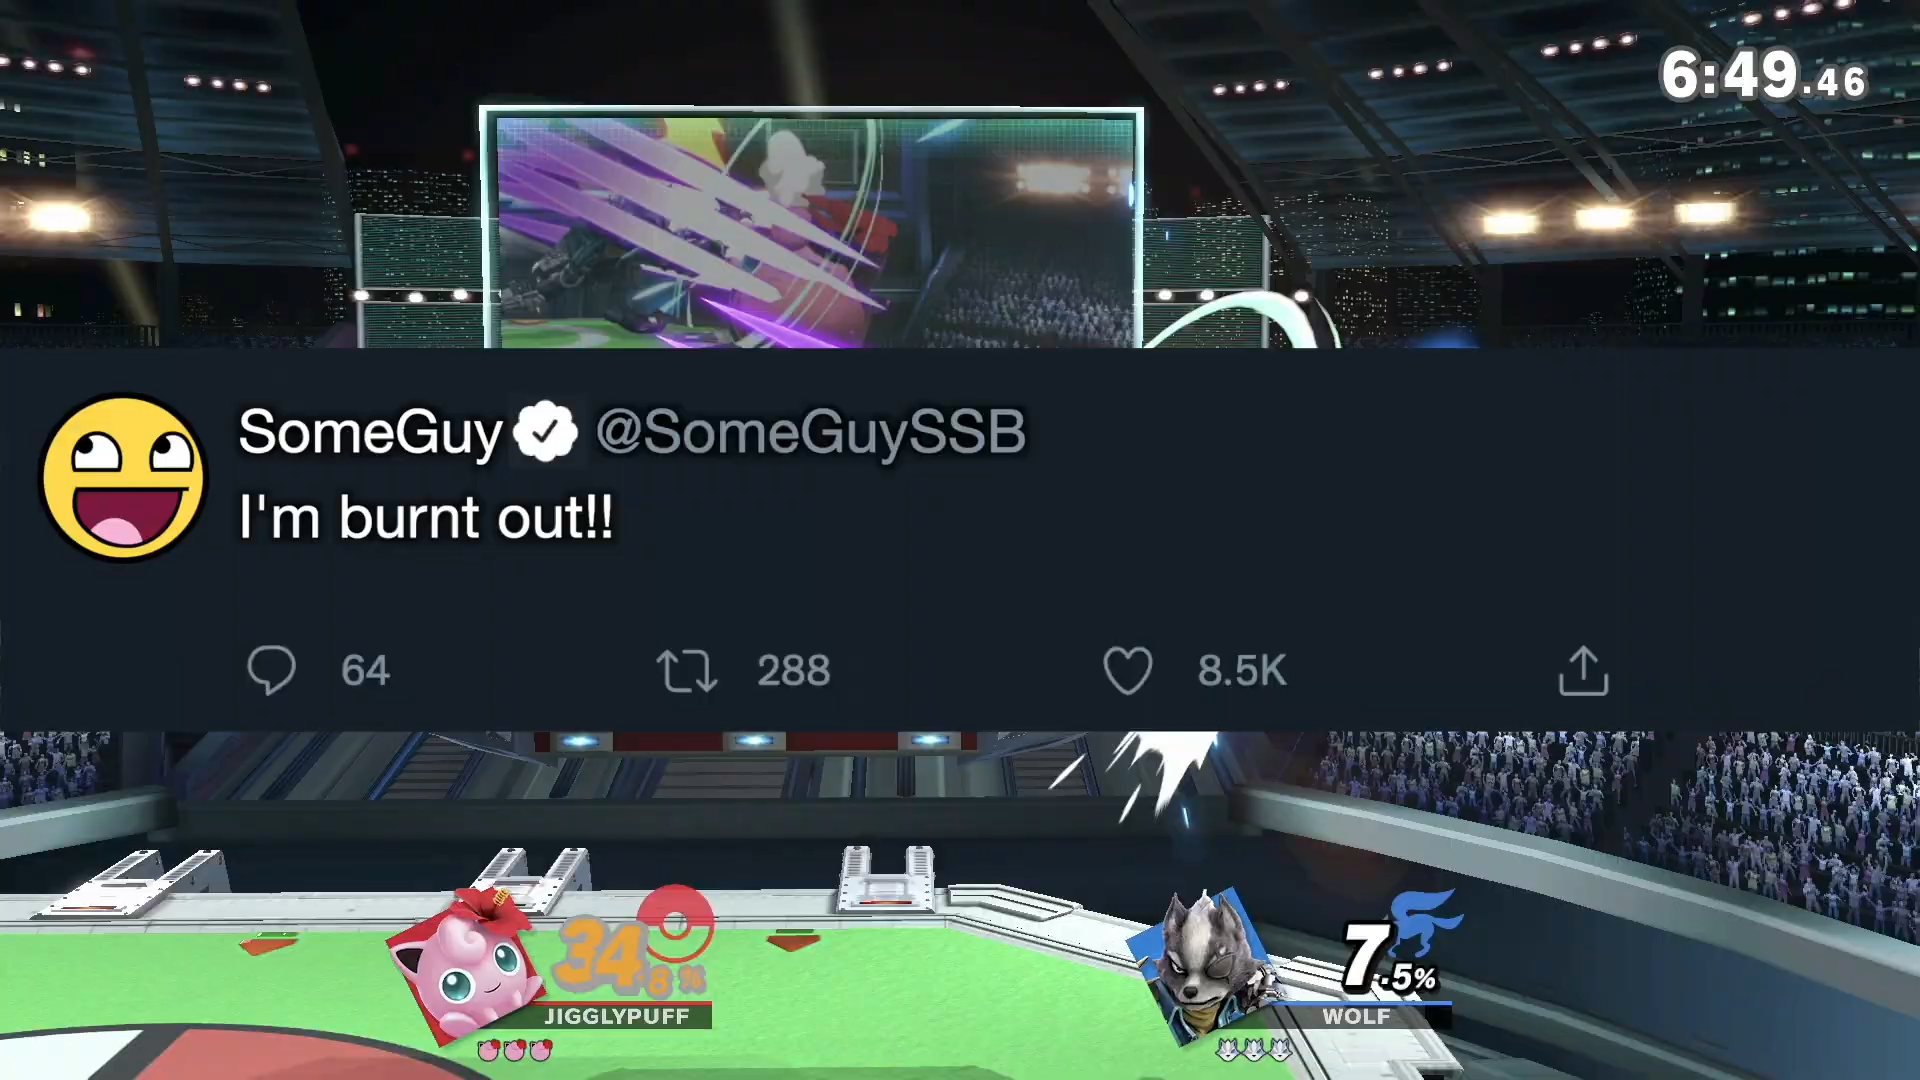 6:49.46
SomeGuy @SomeGuySSB
I'm burnt out!!
64 288 8.5K
34.8%
7.5%
JIGGLYPUFF
WOLF